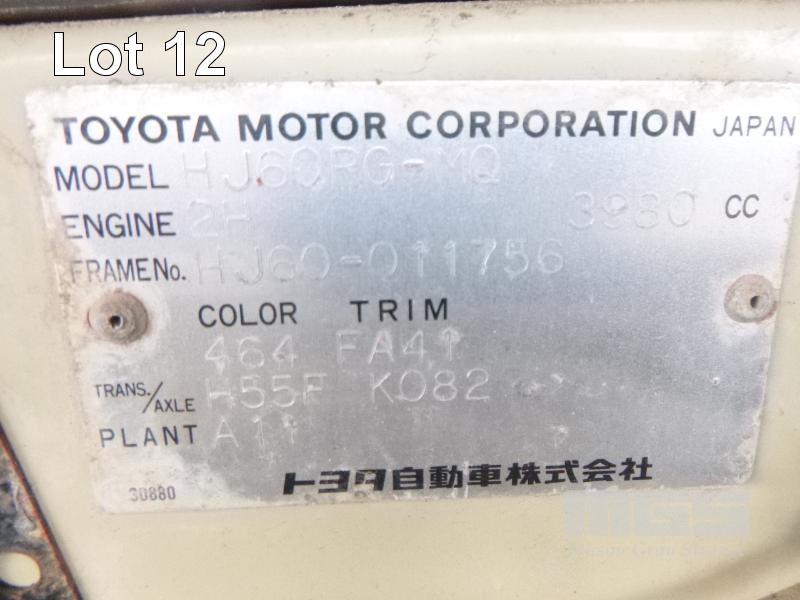 Lot 12
TOYOTA MOTOR CORPORATION JAPAN
MODEL HJ60RG-MQ
ENGINE 2H 3980 CC
FRAME No. HJ60-011756
COLOR TRIM
464 FA41
TRANS./AXLE H55F K082
PLANT A11
トヨタ自動車株式会社
30880
MGS